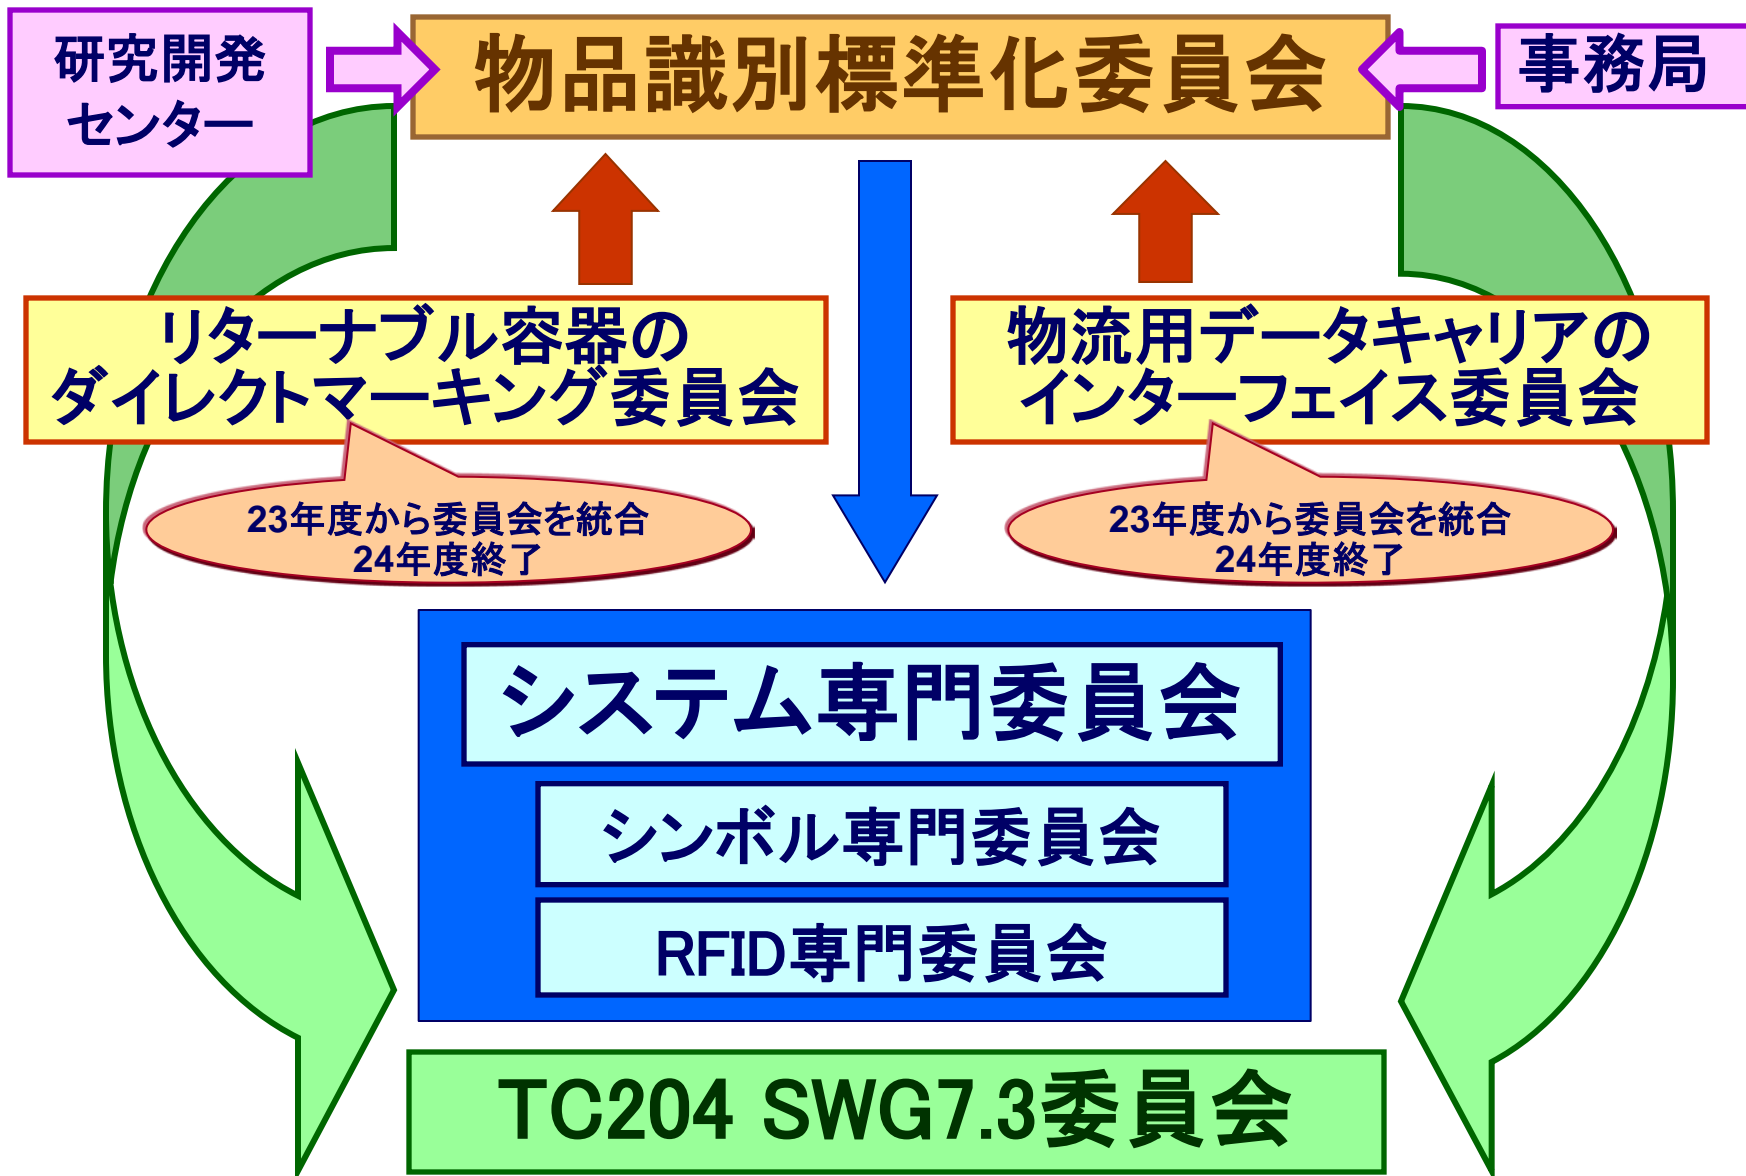 研究開発
センター
物品識別標準化委員会
事務局
リターナブル容器の
ダイレクトマーキング委員会
物流用データキャリアの
インターフェイス委員会
23年度から委員会を統合
24年度終了
23年度から委員会を統合
24年度終了
システム専門委員会
シンボル専門委員会
RFID専門委員会
TC204 SWG7.3委員会